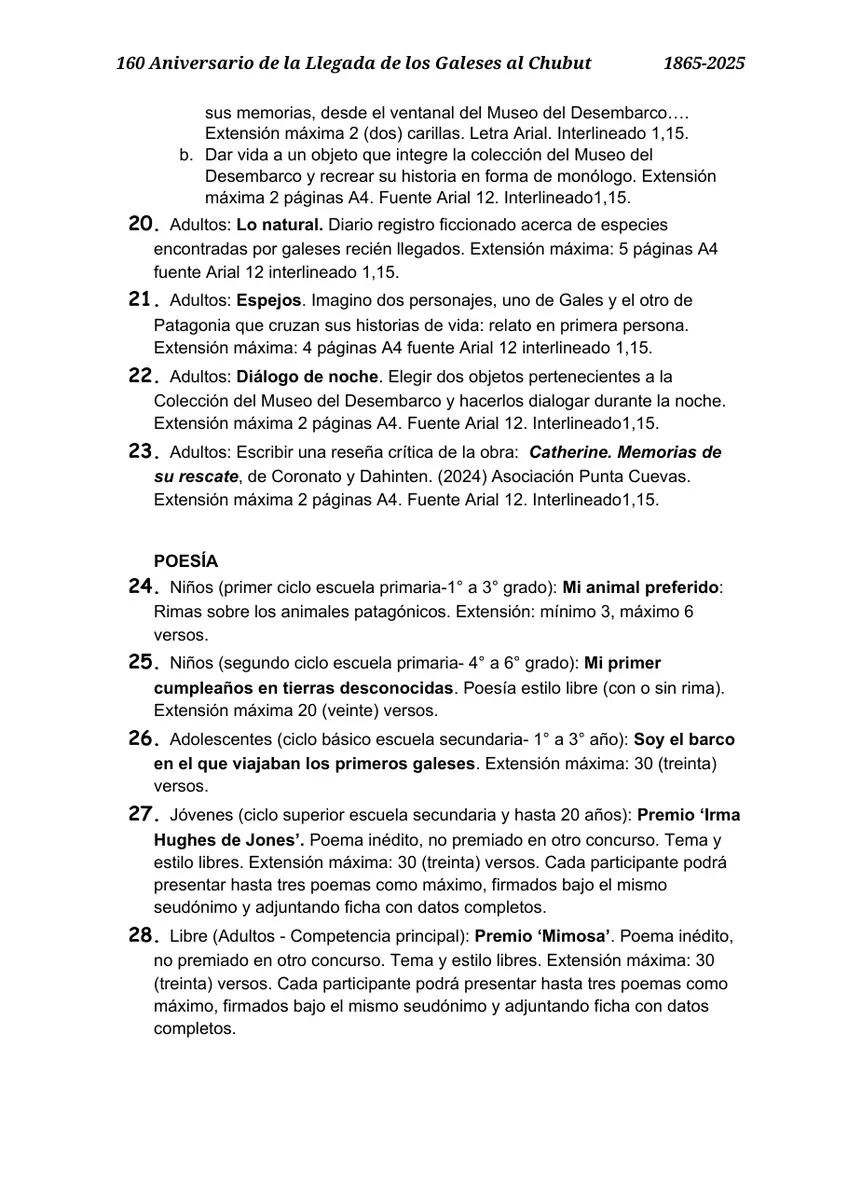 160 Aniversario de la Llegada de los Galeses al Chubut 1865-2025
sus memorias, desde el ventanal del Museo del Desembarco….
Extensión máxima 2 (dos) carillas. Letra Arial. Interlineado 1,15.
b. Dar vida a un objeto que integre la colección del Museo del
Desembarco y recrear su historia en forma de monólogo. Extensión
máxima 2 páginas A4. Fuente Arial 12. Interlineado1,15.
20. Adultos: Lo natural. Diario registro ficcionado acerca de especies
encontradas por galeses recién llegados. Extensión máxima: 5 páginas A4
fuente Arial 12 interlineado 1,15.
21. Adultos: Espejos. Imagino dos personajes, uno de Gales y el otro de
Patagonia que cruzan sus historias de vida: relato en primera persona.
Extensión máxima: 4 páginas A4 fuente Arial 12 interlineado 1,15.
22. Adultos: Diálogo de noche. Elegir dos objetos pertenecientes a la
Colección del Museo del Desembarco y hacerlos dialogar durante la noche.
Extensión máxima 2 páginas A4. Fuente Arial 12. Interlineado1,15.
23. Adultos: Escribir una reseña crítica de la obra: Catherine. Memorias de
su rescate, de Coronato y Dahinten. (2024) Asociación Punta Cuevas.
Extensión máxima 2 páginas A4. Fuente Arial 12. Interlineado1,15.
POESÍA
24. Niños (primer ciclo escuela primaria-1° a 3° grado): Mi animal preferido:
Rimas sobre los animales patagónicos. Extensión: mínimo 3, máximo 6
versos.
25. Niños (segundo ciclo escuela primaria- 4° a 6° grado): Mi primer
cumpleaños en tierras desconocidas. Poesía estilo libre (con o sin rima).
Extensión máxima 20 (veinte) versos.
26. Adolescentes (ciclo básico escuela secundaria- 1° a 3° año): Soy el barco
en el que viajaban los primeros galeses. Extensión máxima: 30 (treinta)
versos.
27. Jóvenes (ciclo superior escuela secundaria y hasta 20 años): Premio ‘Irma
Hughes de Jones’. Poema inédito, no premiado en otro concurso. Tema y
estilo libres. Extensión máxima: 30 (treinta) versos. Cada participante podrá
presentar hasta tres poemas como máximo, firmados bajo el mismo
seudónimo y adjuntando ficha con datos completos.
28. Libre (Adultos - Competencia principal): Premio ‘Mimosa’. Poema inédito,
no premiado en otro concurso. Tema y estilo libres. Extensión máxima: 30
(treinta) versos. Cada participante podrá presentar hasta tres poemas como
máximo, firmados bajo el mismo seudónimo y adjuntando ficha con datos
completos.